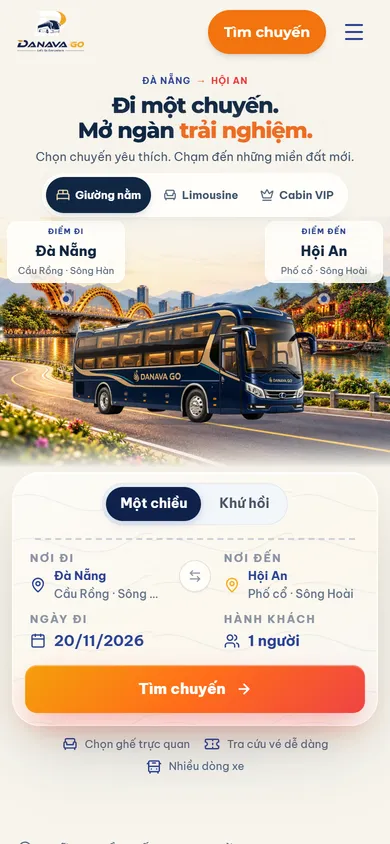 DANAVA GO
Tìm chuyến
ĐÀ NẴNG → HỘI AN
Đi một chuyến.
Mở ngàn trải nghiệm.
Chọn chuyến yêu thích. Chạm đến những miền đất mới.
Giường nằm
Limousine
Cabin VIP
ĐIỂM ĐI
Đà Nẵng
Cầu Rồng · Sông Hàn
ĐIỂM ĐẾN
Hội An
Phố cổ · Sông Hoài
DANAVA GO
Một chiều
Khứ hồi
NƠI ĐI
Đà Nẵng
Cầu Rồng · Sông ...
NƠI ĐẾN
Hội An
Phố cổ · Sông Hoài
NGÀY ĐI
20/11/2026
HÀNH KHÁCH
1 người
Tìm chuyến →
Chọn ghế trực quan
Tra cứu vé dễ dàng
Nhiều dòng xe